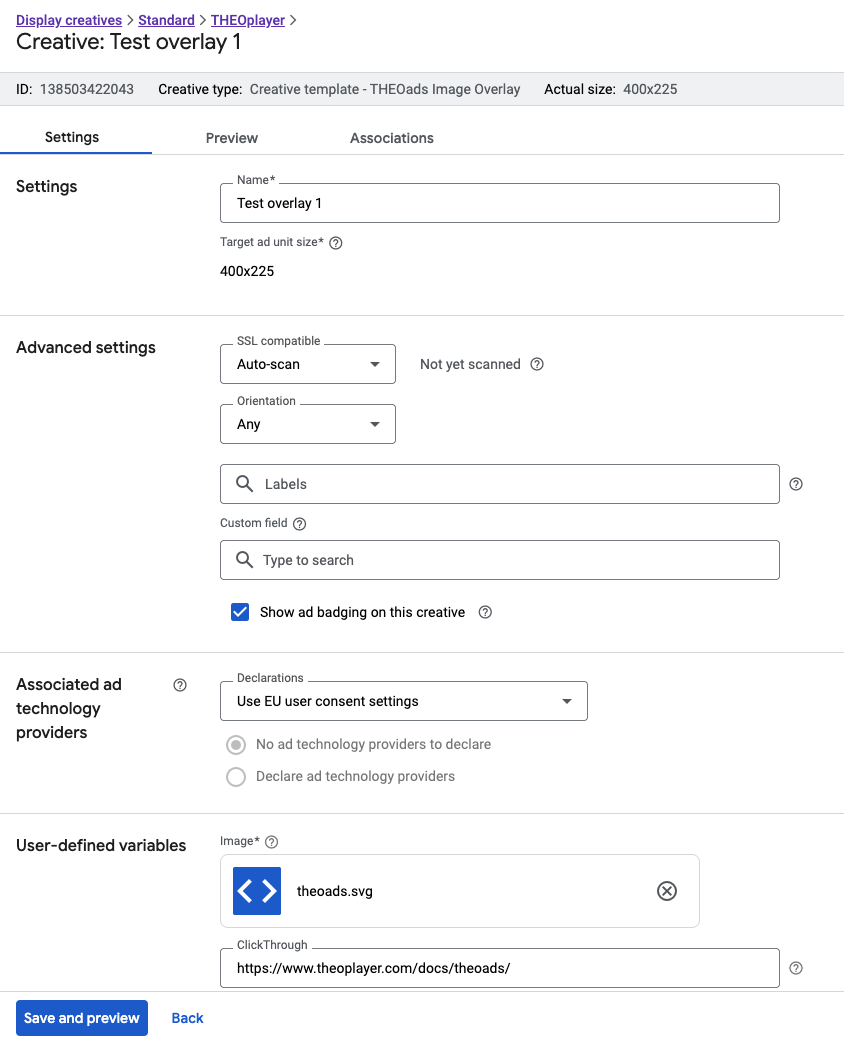 Display creatives > Standard > THEOplayer >
Creative: Test overlay 1
ID: 138503422043 Creative type: Creative template - THEOads Image Overlay Actual size: 400x225
Settings Preview Associations
Settings
Name*
Test overlay 1
Target ad unit size*
400x225
Advanced settings
SSL compatible
Auto-scan Not yet scanned
Orientation
Any
Labels
Custom field
Type to search
Show ad badging on this creative
Associated ad technology providers
Declarations
Use EU user consent settings
No ad technology providers to declare
Declare ad technology providers
User-defined variables
Image*
theoads.svg
ClickThrough
https://www.theoplayer.com/docs/theoads/
Save and preview Back